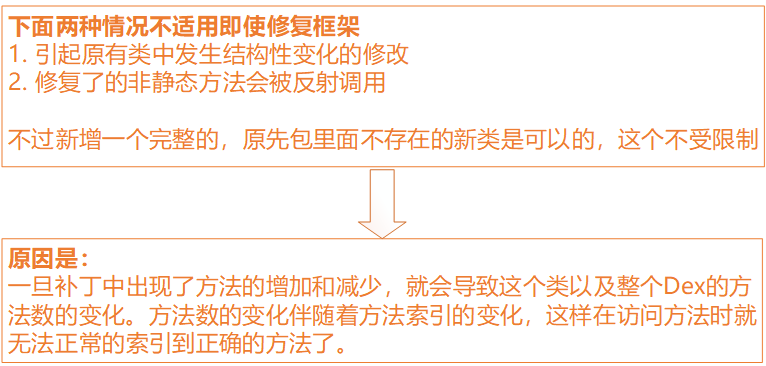 下面两种情况不适用即使修复框架
1. 引起原有类中发生结构性变化的修改
2. 修复了的非静态方法会被反射调用
不过新增一个完整的，原先包里面不存在的新类是可以的，这个不受限制
原因是：
一旦补丁中出现了方法的增加和减少，就会导致这个类以及整个Dex的方
法数的变化。方法数的变化伴随着方法索引的变化，这样在访问方法时就
无法正常的索引到正确的方法了。